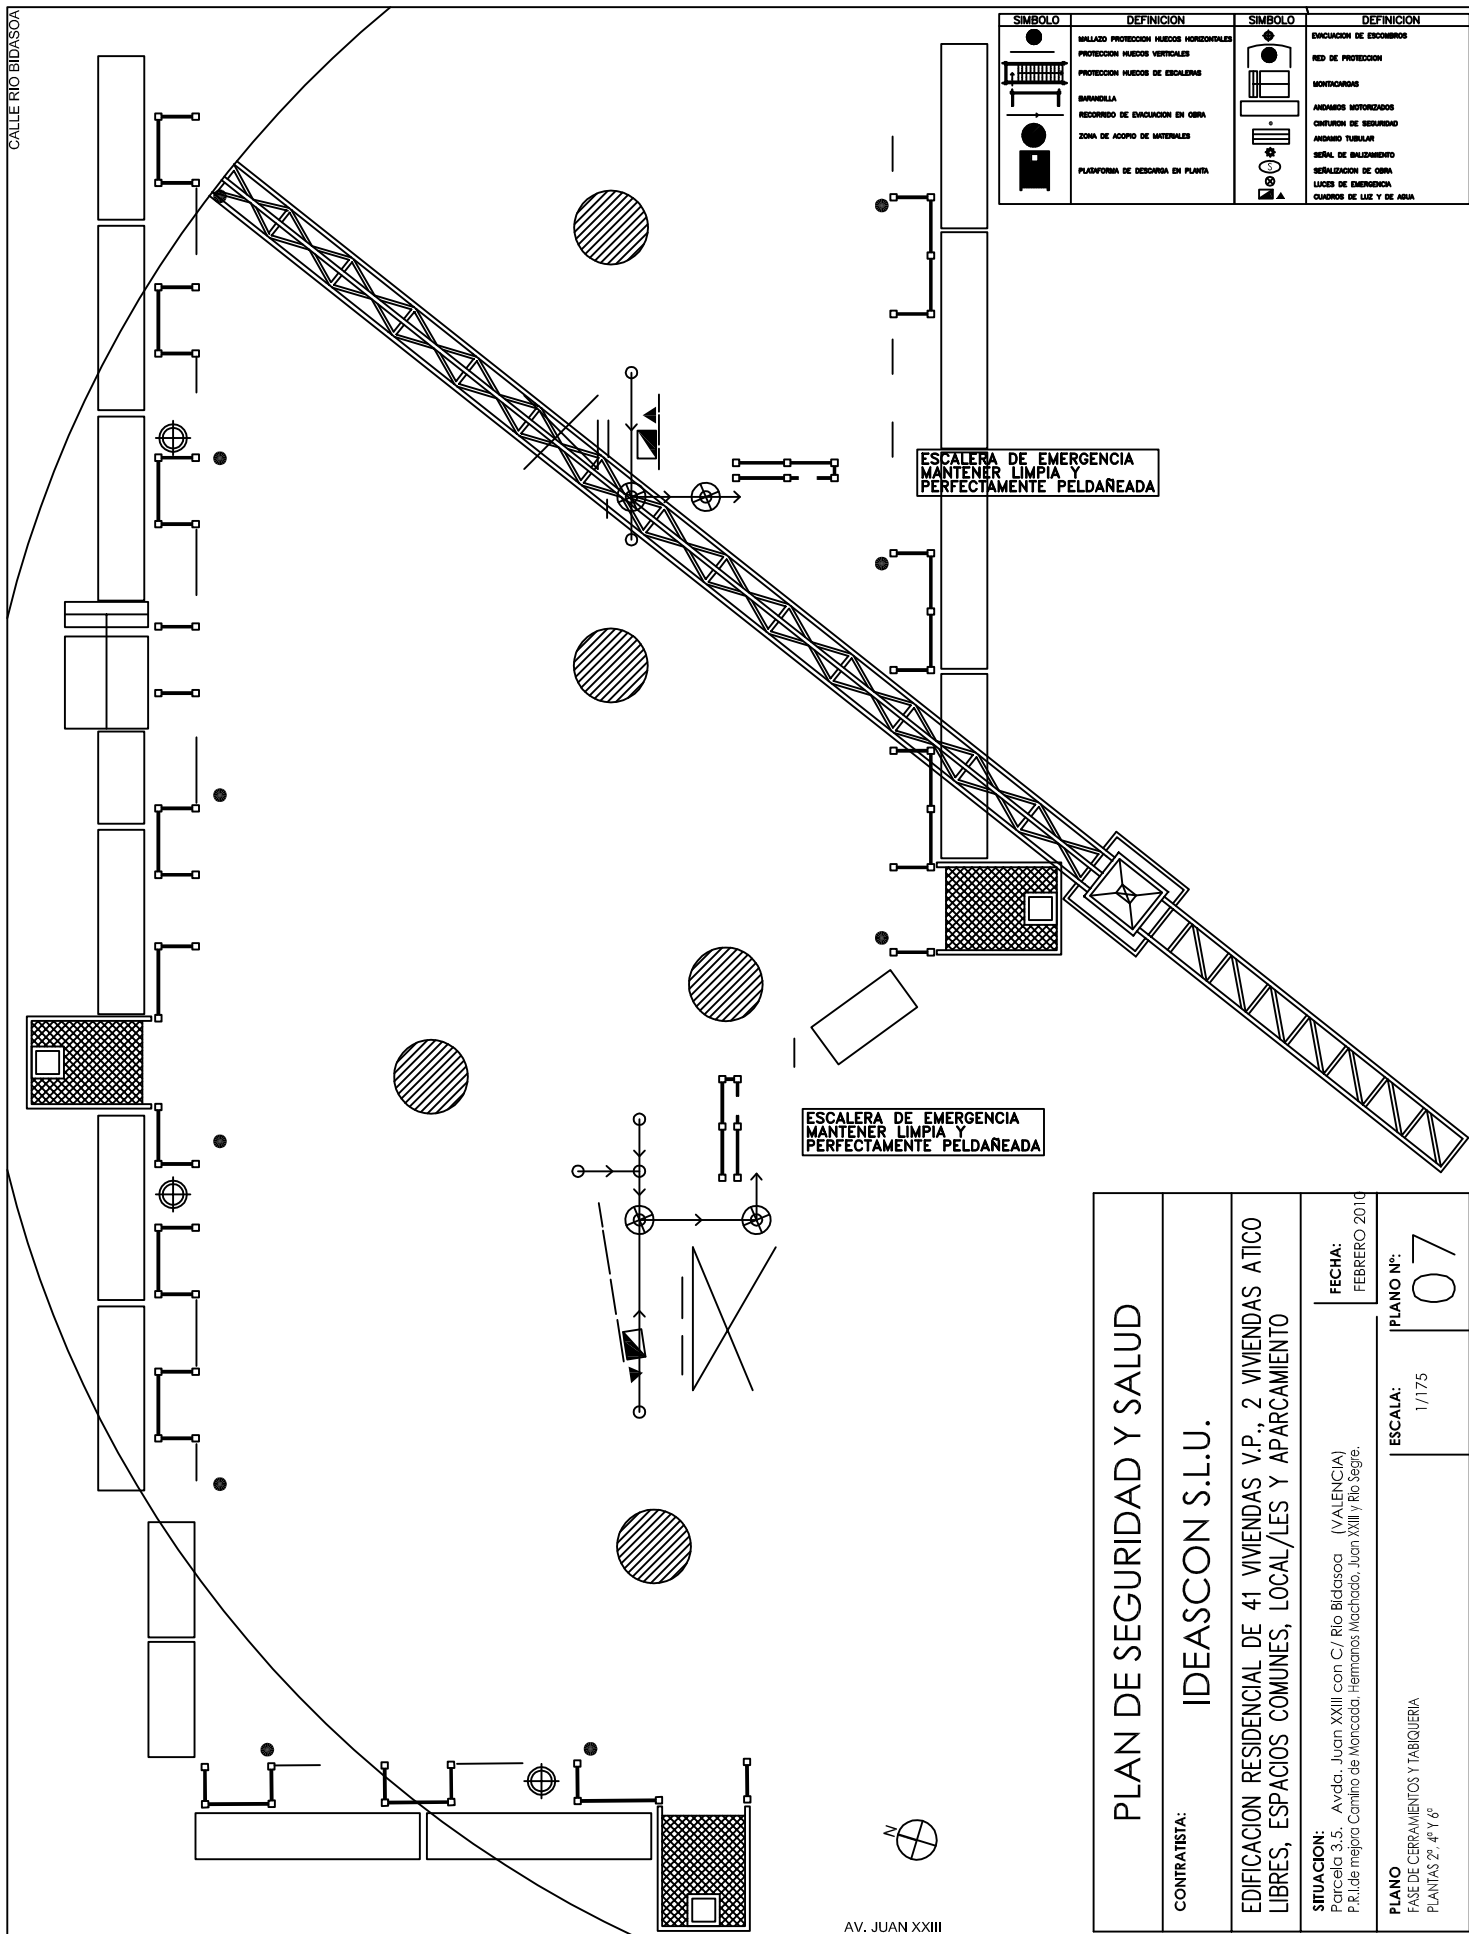 CALLE RIO BIDASOA
SIMBOLO DEFINICION SIMBOLO DEFINICION
MALLAZO PROTECCION HUECOS HORIZONTALES
PROTECCION HUECOS VERTICALES
PROTECCION HUECOS DE ESCALERAS
BARANDILLA
RECORRIDO DE EVACUACION EN OBRA
ZONA DE ACOPIO DE MATERIALES
PLATAFORMA DE DESCARGA EN PLANTA
EVACUACION DE ESCOMBROS
RED DE PROTECCION
MONTACARGAS
ANDAMIOS MOTORIZADOS
CINTURON DE SEGURIDAD
ANDAMIO TUBULAR
SEÑAL DE BALIZAMIENTO
S
SEÑALIZACION DE OBRA
LUCES DE EMERGENCIA
CUADROS DE LUZ Y DE AGUA
ESCALERA DE EMERGENCIA
MANTENER LIMPIA Y
PERFECTAMENTE PELDAÑEADA
ESCALERA DE EMERGENCIA
MANTENER LIMPIA Y
PERFECTAMENTE PELDAÑEADA
PLAN DE SEGURIDAD Y SALUD
CONTRATISTA:
IDEASCON S.L.U.
EDIFICACION RESIDENCIAL DE 41 VIVIENDAS V.P., 2 VIVIENDAS ATICO
LIBRES, ESPACIOS COMUNES, LOCAL/LES Y APARCAMIENTO
SITUACION:
Parcela 3.5. Avda. Juan XXIII con C/ Rio Bidasoa (VALENCIA)
P.R.I.de mejora Camino de Moncada, Hermanos Machado, Juan XXIII y Rio Segre.
FECHA:
FEBRERO 2010
PLANO
FASE DE CERRAMIENTOS Y TABIQUERIA
PLANTAS 2ª, 4ª Y 6ª
ESCALA:
1/175
PLANO Nº:
07
N
AV. JUAN XXIII